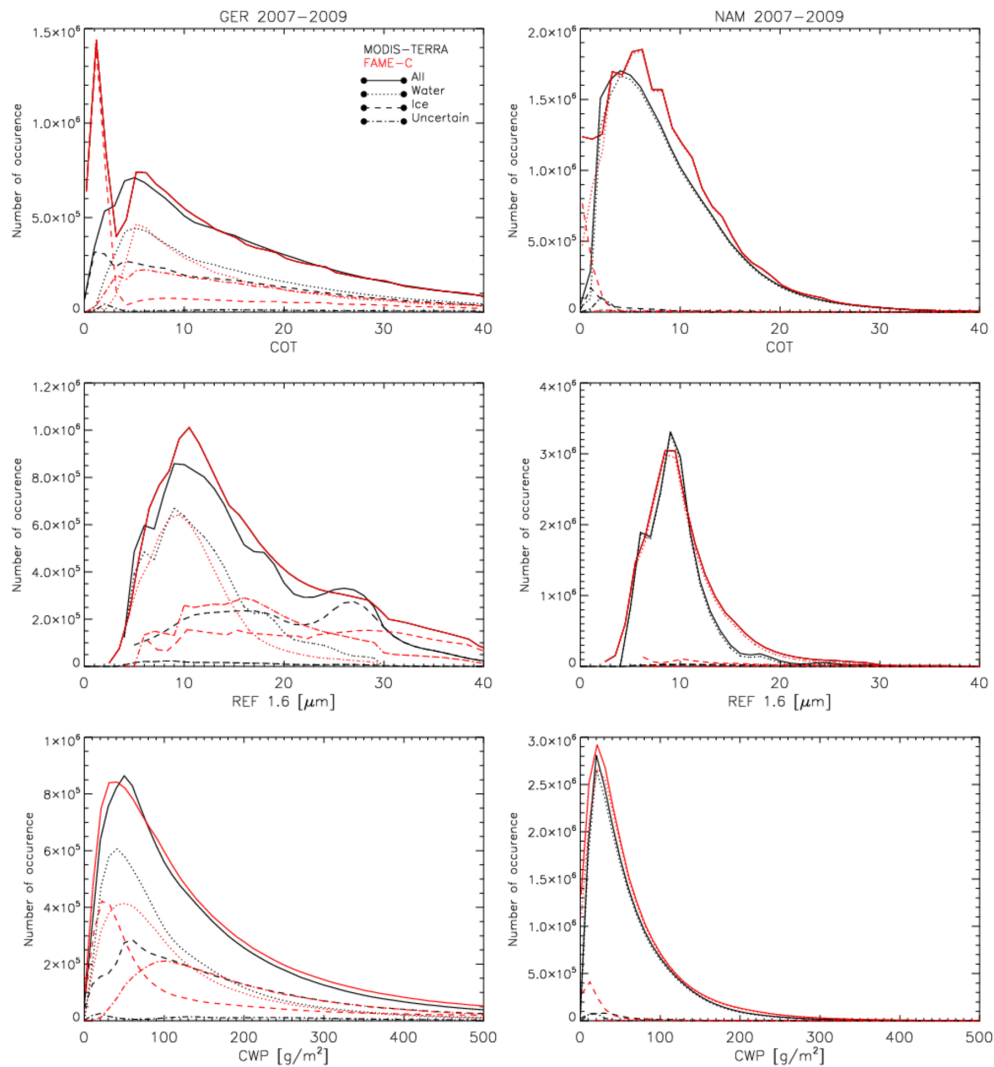 GER 2007−2009
NAM 2007−2009
Number of occurence
1.5×10⁶
1.0×10⁶
5.0×10⁵
0
MODIS−TERRA
FAME−C
All
Water
Ice
Uncertain
0 10 20 30 40
COT
Number of occurence
2.0×10⁶
1.5×10⁶
1.0×10⁶
5.0×10⁵
0
0 10 20 30 40
COT
Number of occurence
1.2×10⁶
1.0×10⁶
8.0×10⁵
6.0×10⁵
4.0×10⁵
2.0×10⁵
0
0 10 20 30 40
REF 1.6 [μm]
Number of occurence
4×10⁶
3×10⁶
2×10⁶
1×10⁶
0
0 10 20 30 40
REF 1.6 [μm]
Number of occurence
1×10⁶
8×10⁵
6×10⁵
4×10⁵
2×10⁵
0
0 100 200 300 400 500
CWP [g/m²]
Number of occurence
3.0×10⁶
2.5×10⁶
2.0×10⁶
1.5×10⁶
1.0×10⁶
5.0×10⁵
0
0 100 200 300 400 500
CWP [g/m²]